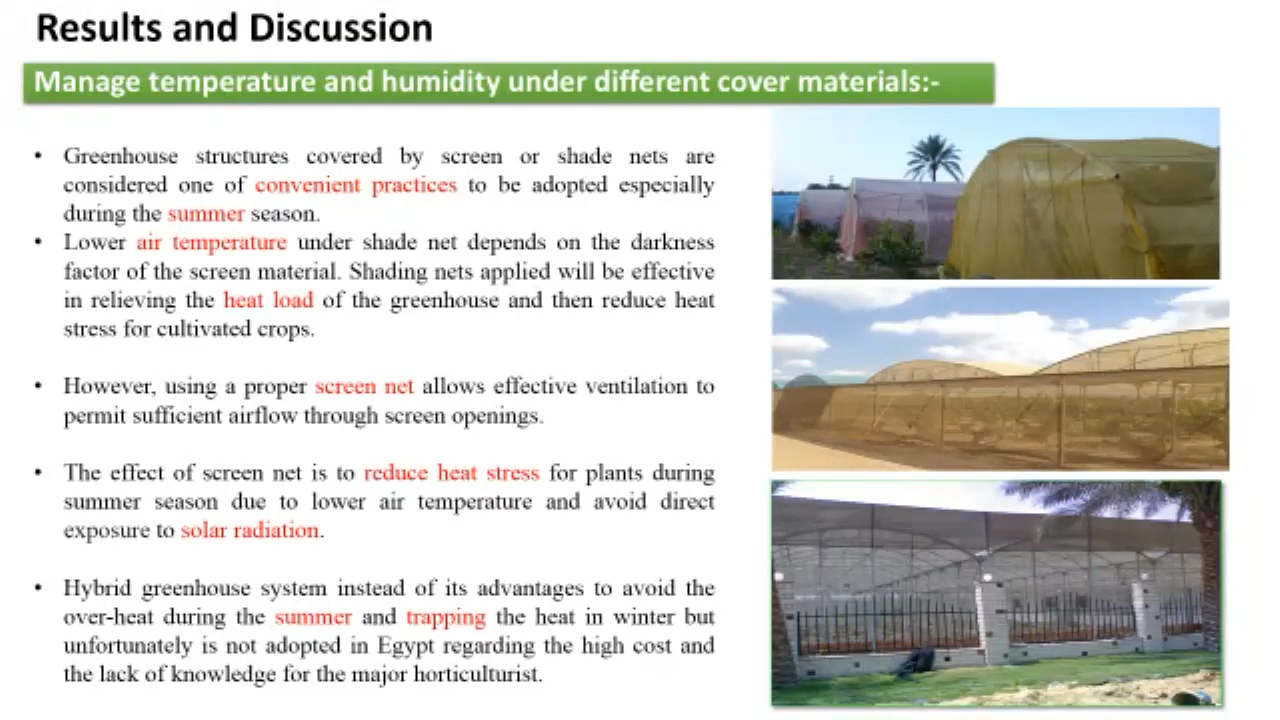 Results and Discussion
Manage temperature and humidity under different cover materials:-
• Greenhouse structures covered by screen or shade nets are
considered one of convenient practices to be adopted especially
during the summer season.
• Lower air temperature under shade net depends on the darkness
factor of the screen material. Shading nets applied will be effective
in relieving the heat load of the greenhouse and then reduce heat
stress for cultivated crops.
• However, using a proper screen net allows effective ventilation to
permit sufficient airflow through screen openings.
• The effect of screen net is to reduce heat stress for plants during
summer season due to lower air temperature and avoid direct
exposure to solar radiation.
• Hybrid greenhouse system instead of its advantages to avoid the
over-heat during the summer and trapping the heat in winter but
unfortunately is not adopted in Egypt regarding the high cost and
the lack of knowledge for the major horticulturist.